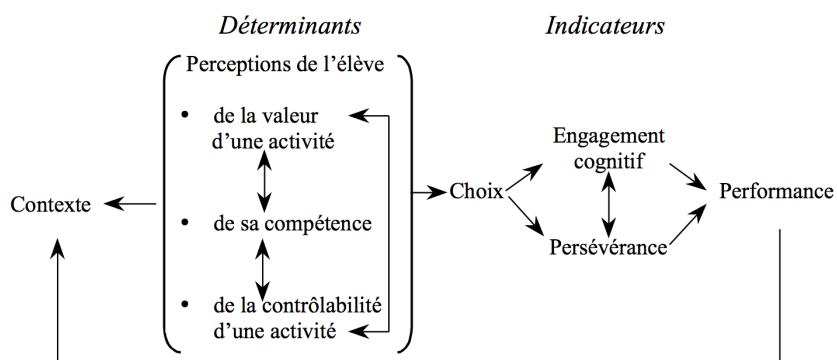 Déterminants
Indicateurs
Perceptions de l’élève
• de la valeur
d’une activité
• de sa compétence
• de la contrôlabilité
d’une activité
Contexte
Choix
Engagement
cognitif
Persévérance
Performance